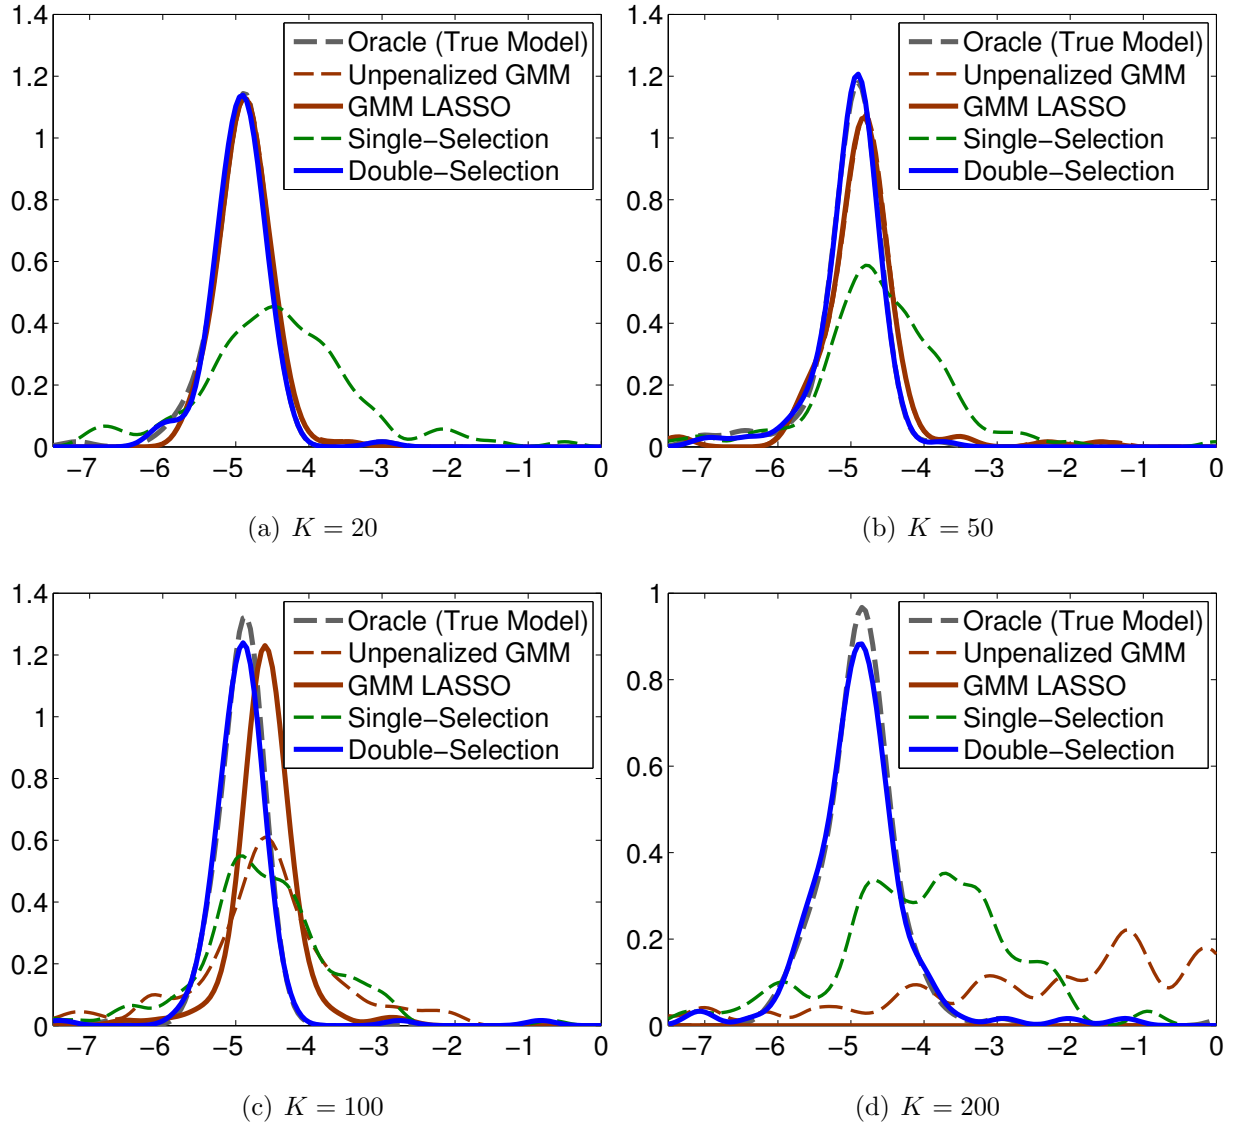 1.4
1.2
1
0.8
0.6
0.4
0.2
0
−7 −6 −5 −4 −3 −2 −1 0
Oracle (True Model)
Unpenalized GMM
GMM LASSO
Single−Selection
Double−Selection
(a) K = 20
1.4
1.2
1
0.8
0.6
0.4
0.2
0
−7 −6 −5 −4 −3 −2 −1 0
Oracle (True Model)
Unpenalized GMM
GMM LASSO
Single−Selection
Double−Selection
(b) K = 50
1.4
1.2
1
0.8
0.6
0.4
0.2
0
−7 −6 −5 −4 −3 −2 −1 0
Oracle (True Model)
Unpenalized GMM
GMM LASSO
Single−Selection
Double−Selection
(c) K = 100
1
0.8
0.6
0.4
0.2
0
−7 −6 −5 −4 −3 −2 −1 0
Oracle (True Model)
Unpenalized GMM
GMM LASSO
Single−Selection
Double−Selection
(d) K = 200